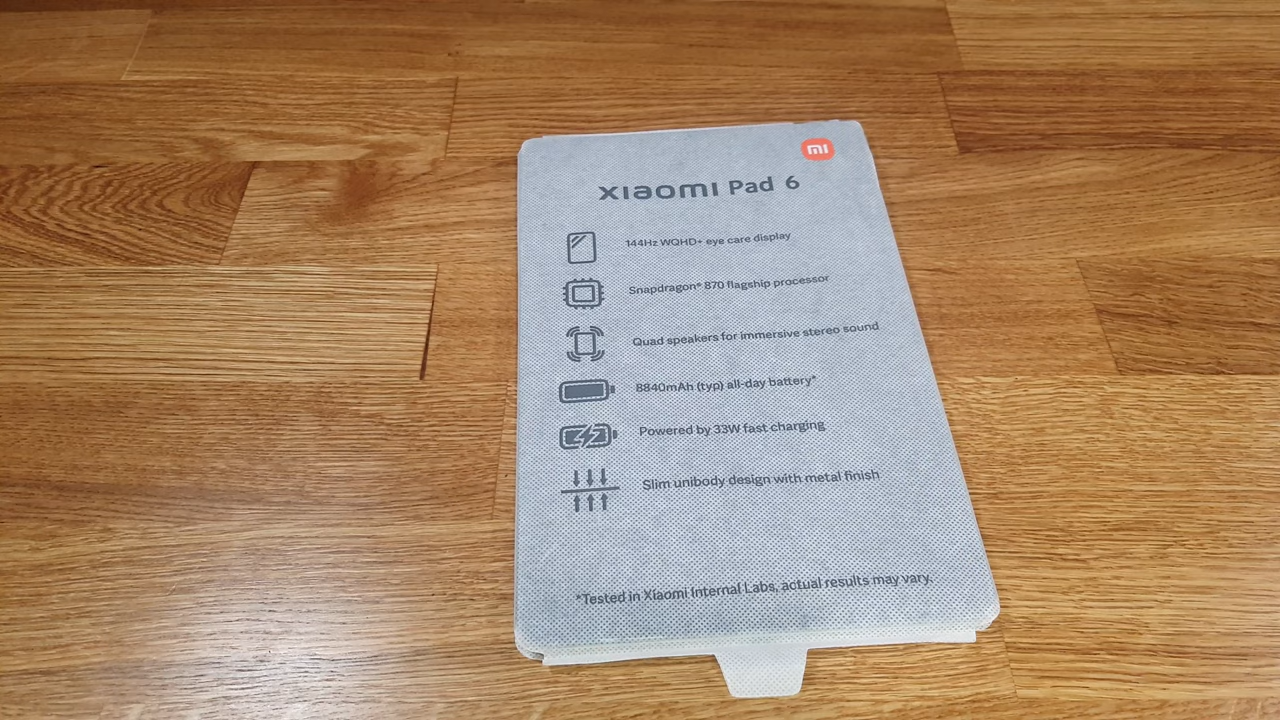 mi
xiaomi Pad 6
144Hz WQHD+ eye care display
Snapdragon® 870 flagship processor
Quad speakers for immersive stereo sound
8840mAh (typ) all-day battery*
Powered by 33W fast charging
Slim unibody design with metal finish
*Tested in Xiaomi Internal Labs, actual results may vary.